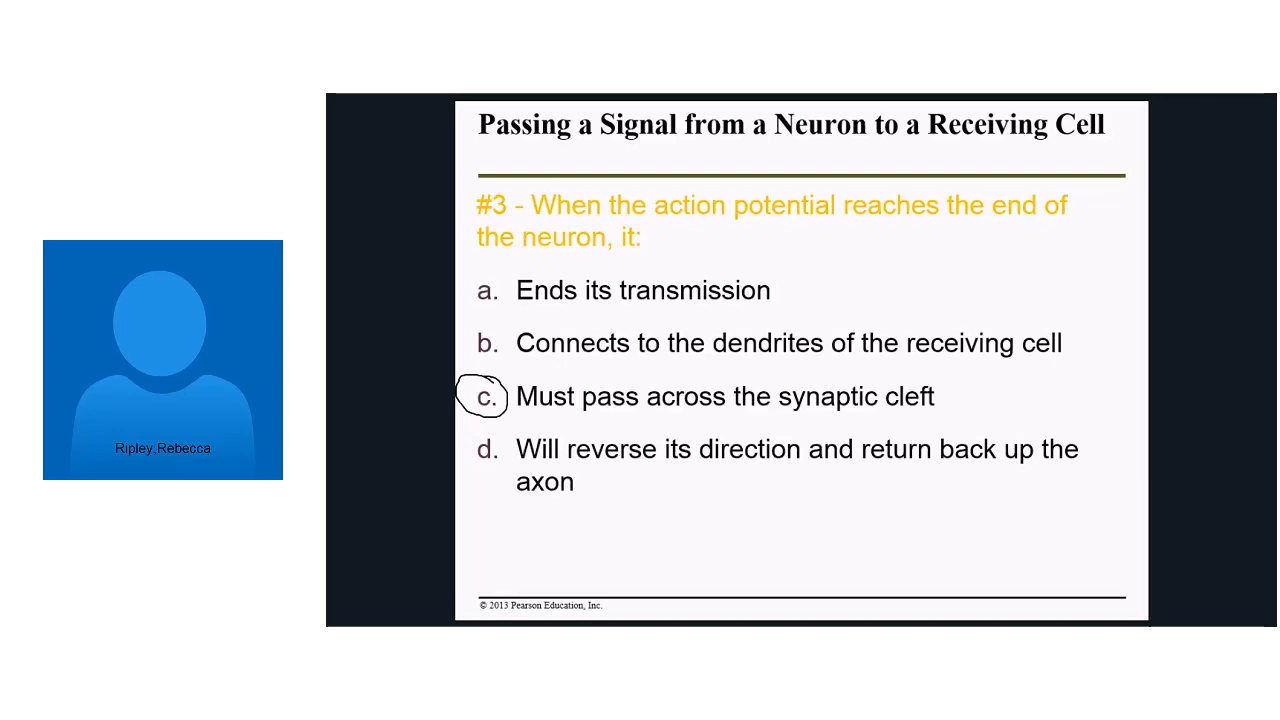 Passing a Signal from a Neuron to a Receiving Cell
#3 - When the action potential reaches the end of
the neuron, it:
a. Ends its transmission
b. Connects to the dendrites of the receiving cell
c. Must pass across the synaptic cleft
d. Will reverse its direction and return back up the
axon
Ripley,Rebecca
© 2013 Pearson Education, Inc.